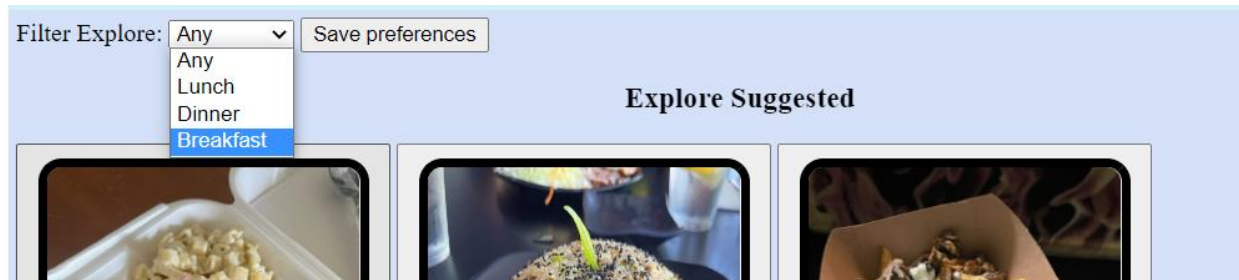 Filter Explore: Any Save preferences
Any
Lunch
Dinner
Breakfast
Explore Suggested